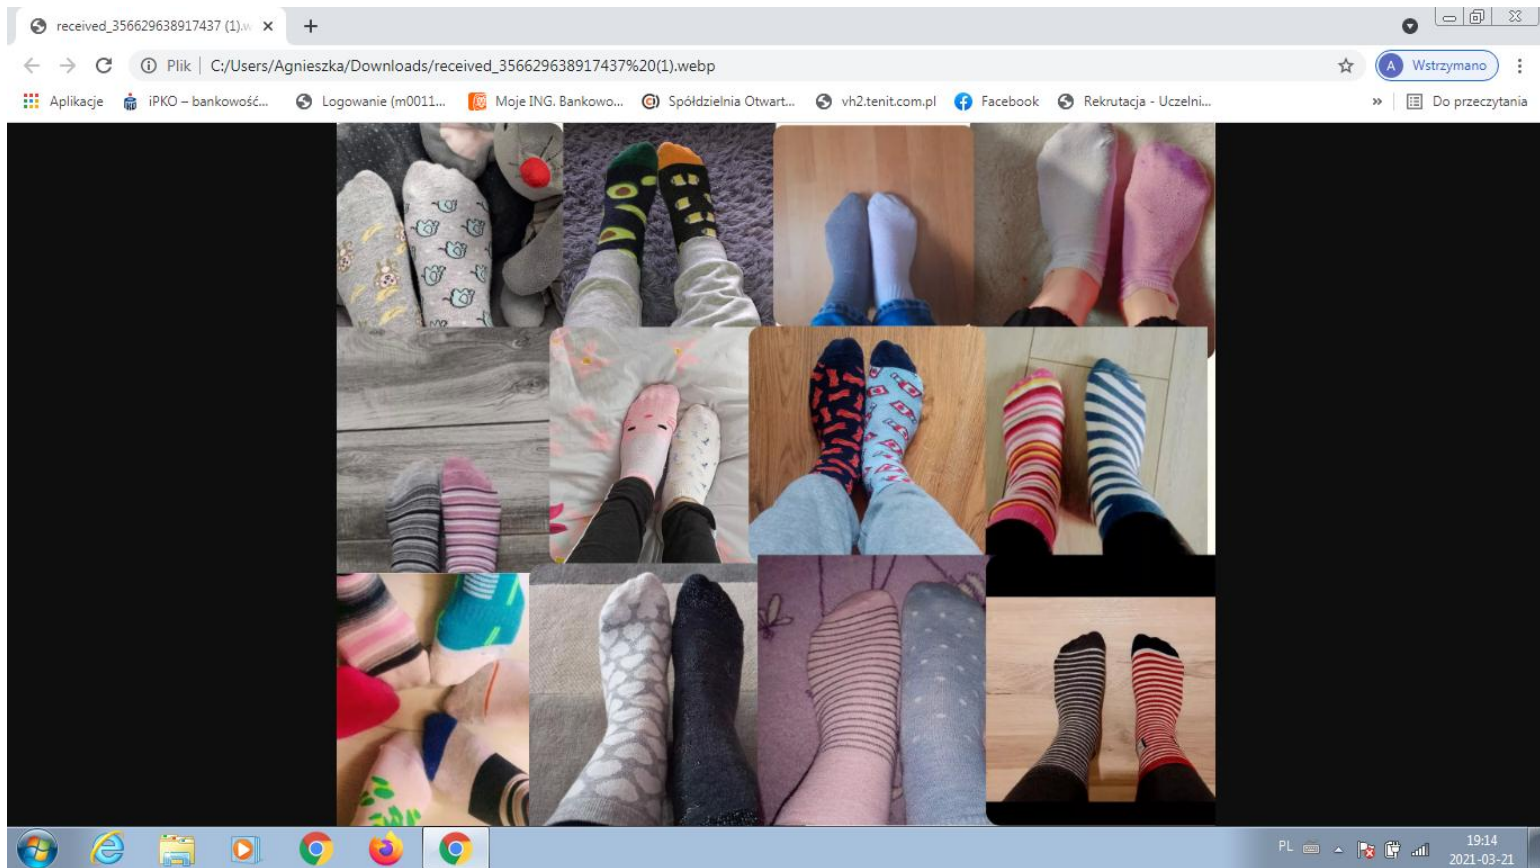 received_356629638917437 (1).w
Plik
C:/Users/Agnieszka/Downloads/received_356629638917437%20(1).webp
A
Wstrzymano
Aplikacje
iPKO – bankowość...
Logowanie (m0011...
Moje ING. Bankowo...
Spółdzielnia Otwart...
vh2.tenit.com.pl
Facebook
Rekrutacja - Uczelni...
»
Do przeczytania
PL
19:14
2021-03-21